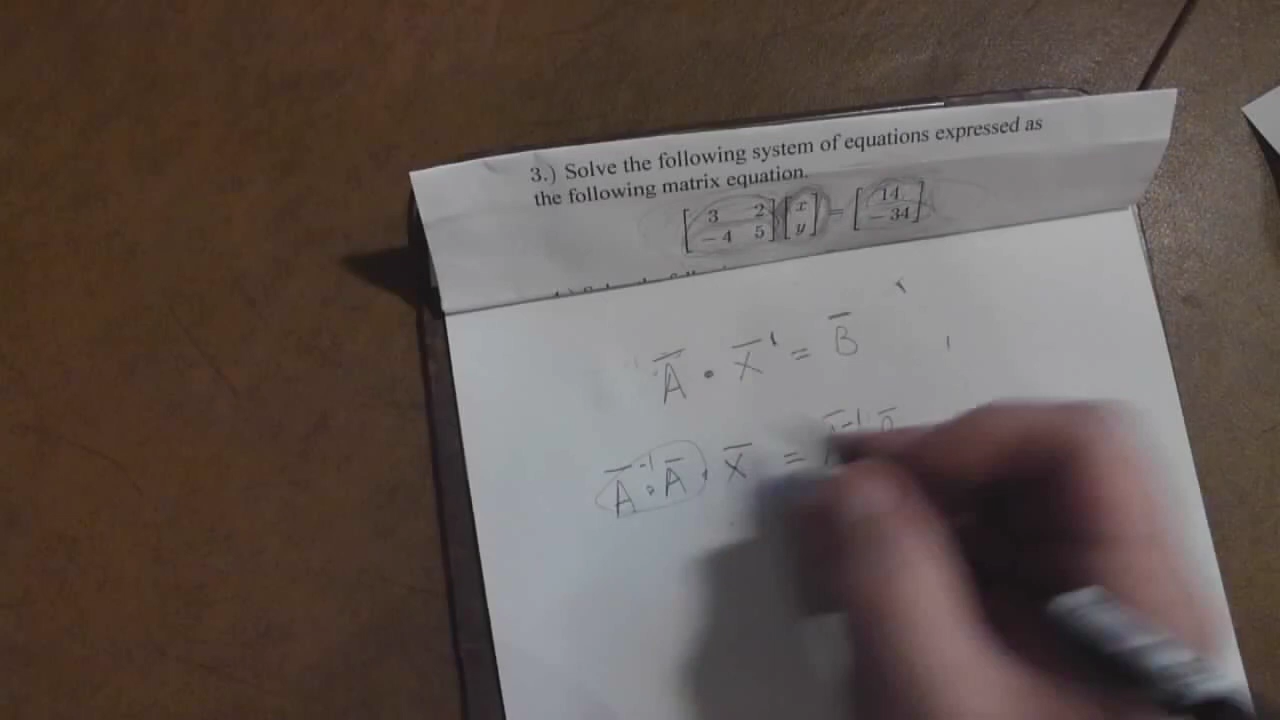 3.) Solve the following system of equations expressed as
the following matrix equation.
[ 3 2 ] [ x ] = [ 14 ]
[ −4 5 ] [ y ] [ −34 ]
A̅ · X̅ = B̅
A̅⁻¹ · A̅ · X̅ = ⁻¹